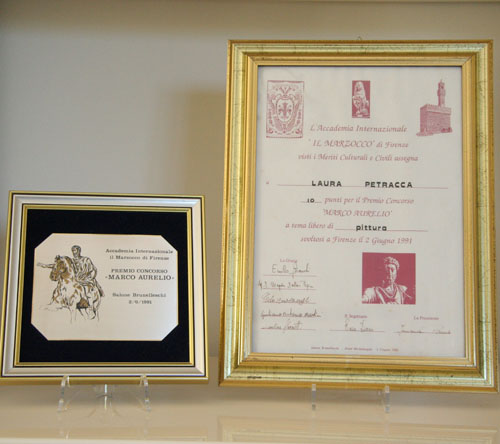 Accademia Internazionale
il Marzocco di Firenze
PREMIO CONCORSO
«MARCO AURELIO»
Salone Brunelleschi
2-6-1991
L'Accademia Internazionale
"IL MARZOCCO" di Firenze
visti i Meriti Culturali e Civili assegna
a LAURA PETRACCA
10 punti per il Premio Concorso
'MARCO AURELIO'
a tema libero di pittura
svoltosi a Firenze il 2 Giugno 1991
La Giuria
Il Segretario
La Presidente